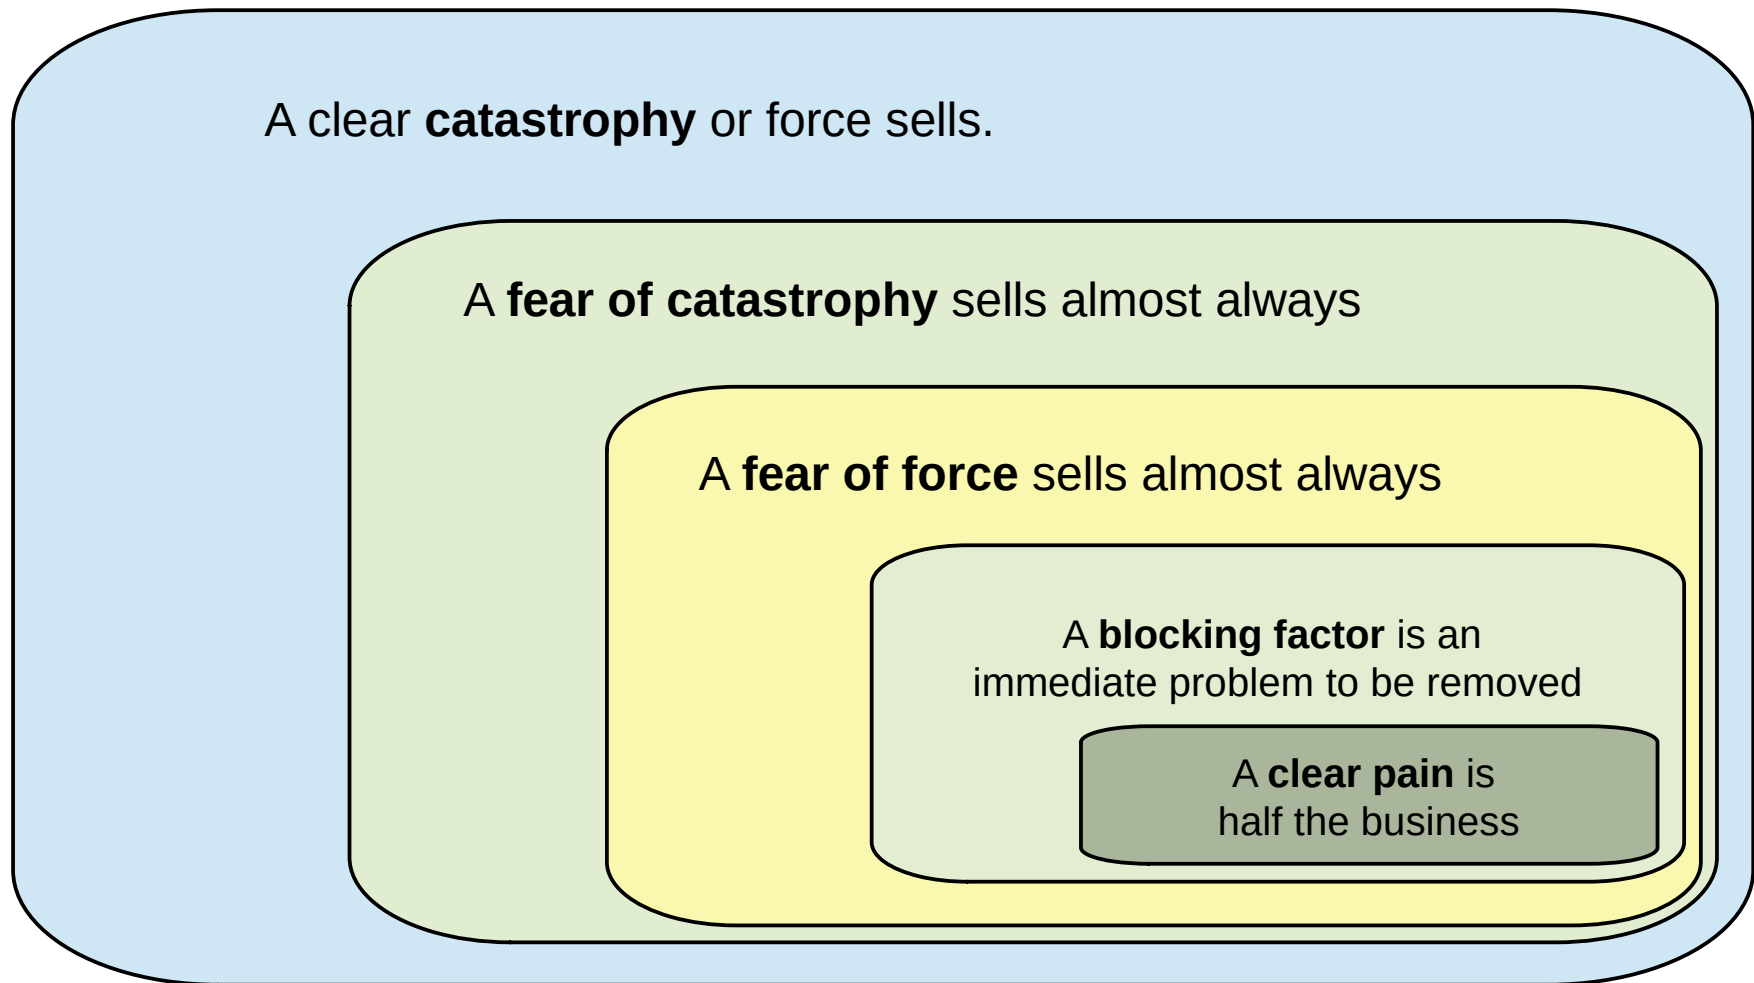 A clear catastrophy or force sells.
A fear of catastrophy sells almost always
A fear of force sells almost always
A blocking factor is an
immediate problem to be removed
A clear pain is
half the business